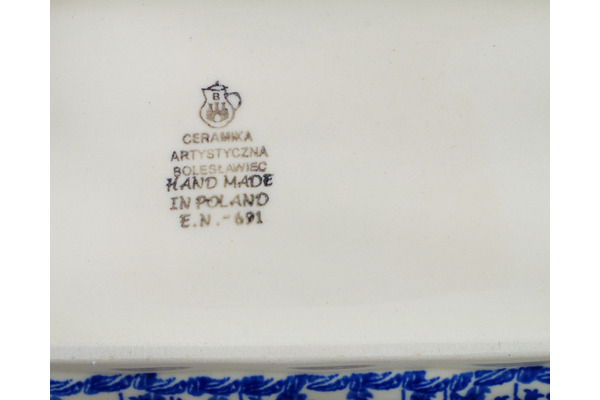 B
CERAMIKA
ARTYSTYCZNA
BOLESŁAWIEC
HAND MADE
IN POLAND
E.N.-691